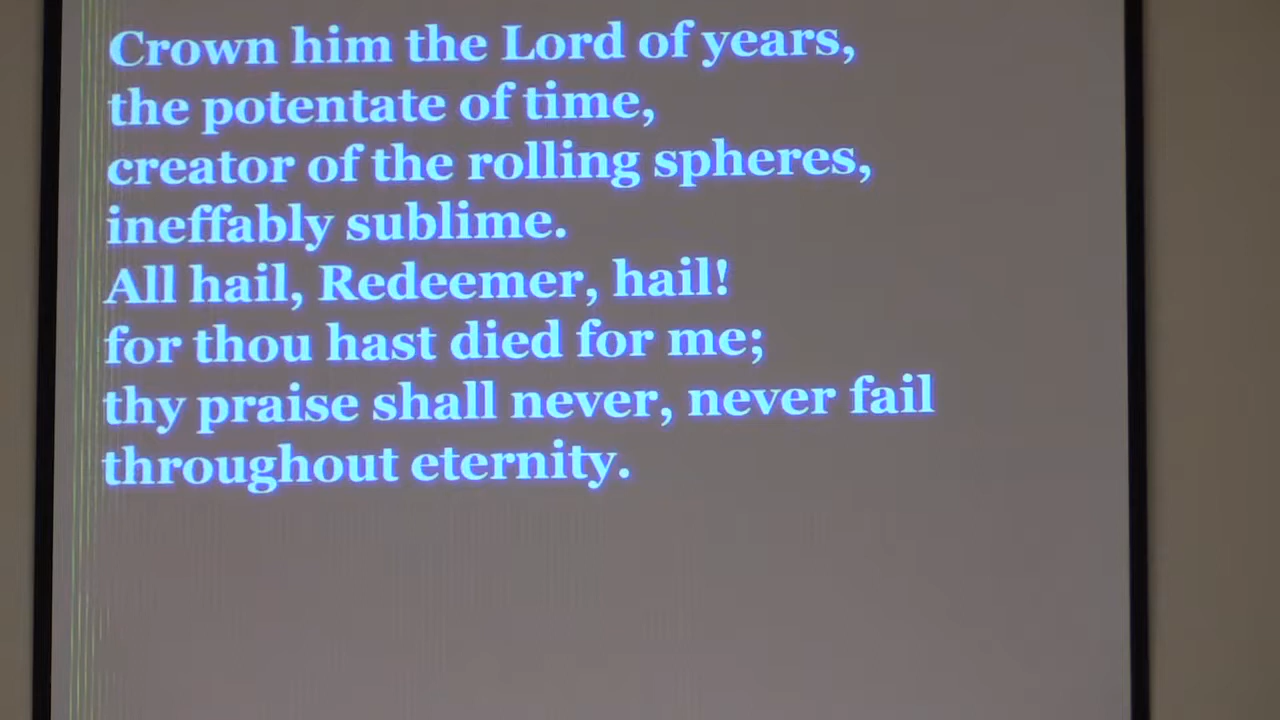 Crown him the Lord of years,
the potentate of time,
creator of the rolling spheres,
ineffably sublime.
All hail, Redeemer, hail!
for thou hast died for me;
thy praise shall never, never fail
throughout eternity.